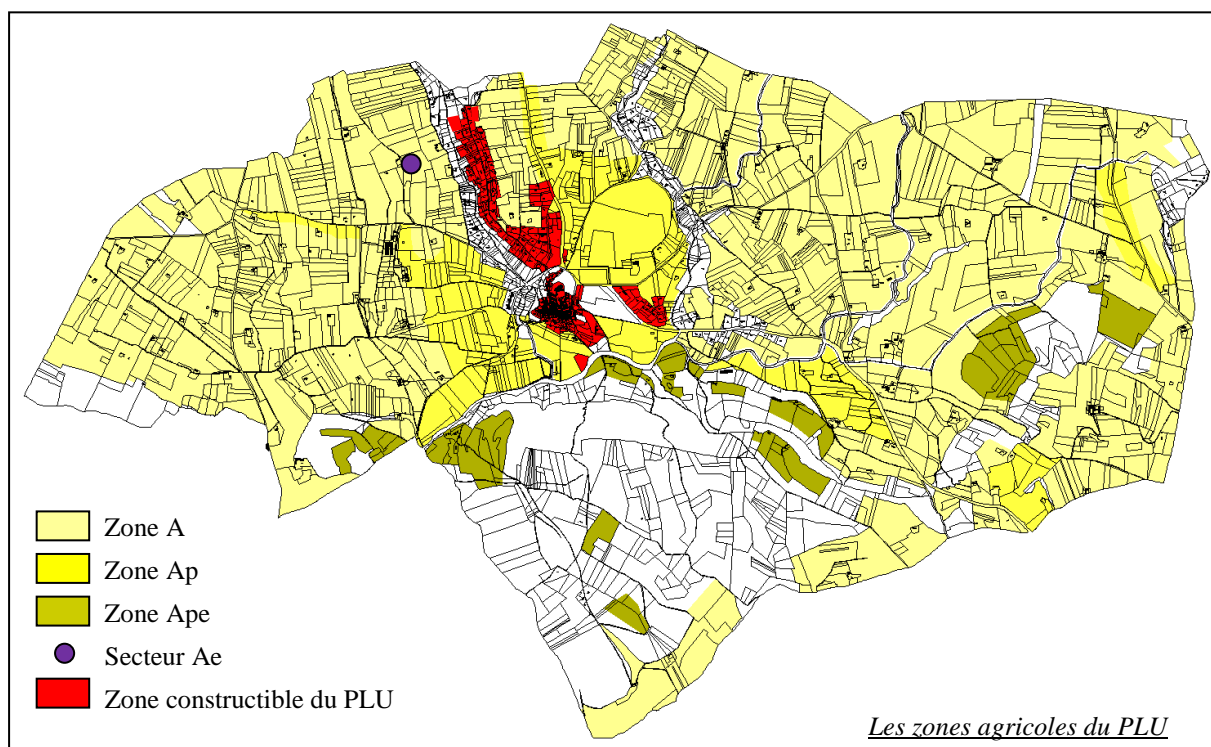 Zone A
Zone Ap
Zone Ape
Secteur Ae
Zone constructible du PLU
Les zones agricoles du PLU